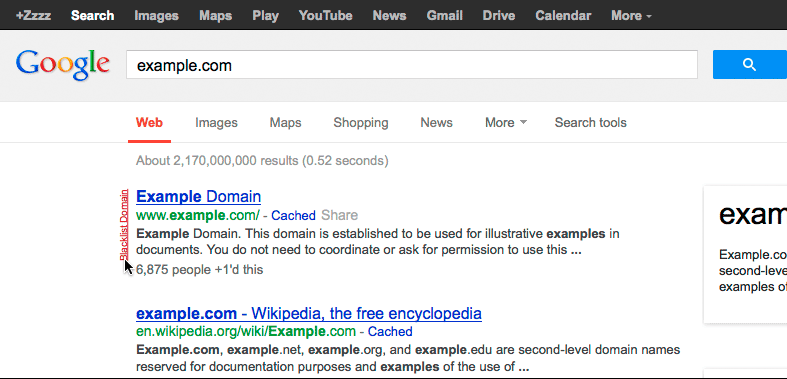 +Zzzz Search Images Maps Play YouTube News Gmail Drive Calendar More
Google example.com
Web Images Maps Shopping News More Search tools
About 2,170,000,000 results (0.52 seconds)
Blacklist Domain
Example Domain
www.example.com/ - Cached Share
Example Domain. This domain is established to be used for illustrative examples in
documents. You do not need to coordinate or ask for permission to use this ...
6,875 people +1'd this
example.com - Wikipedia, the free encyclopedia
en.wikipedia.org/wiki/Example.com - Cached
Example.com, example.net, example.org, and example.edu are second-level domain names
reserved for documentation purposes and examples of the use of ...
exam
Example.co
second-leve
examples of